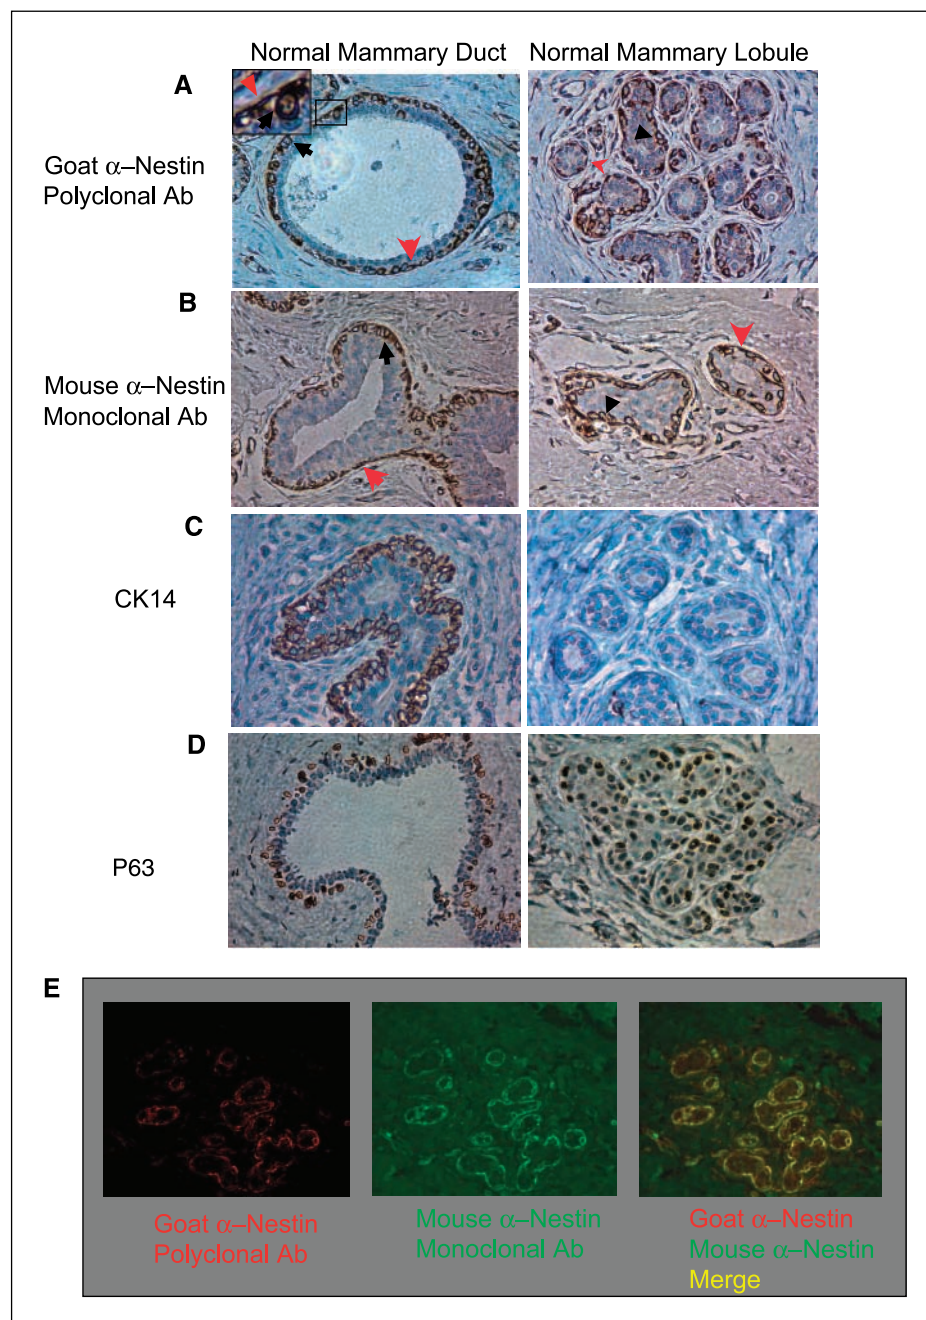 Normal Mammary Duct
Normal Mammary Lobule
A
Goat α–Nestin
Polyclonal Ab
B
Mouse α–Nestin
Monoclonal Ab
C
CK14
D
P63
E
Goat α–Nestin
Polyclonal Ab
Mouse α–Nestin
Monoclonal Ab
Goat α–Nestin
Mouse α–Nestin
Merge